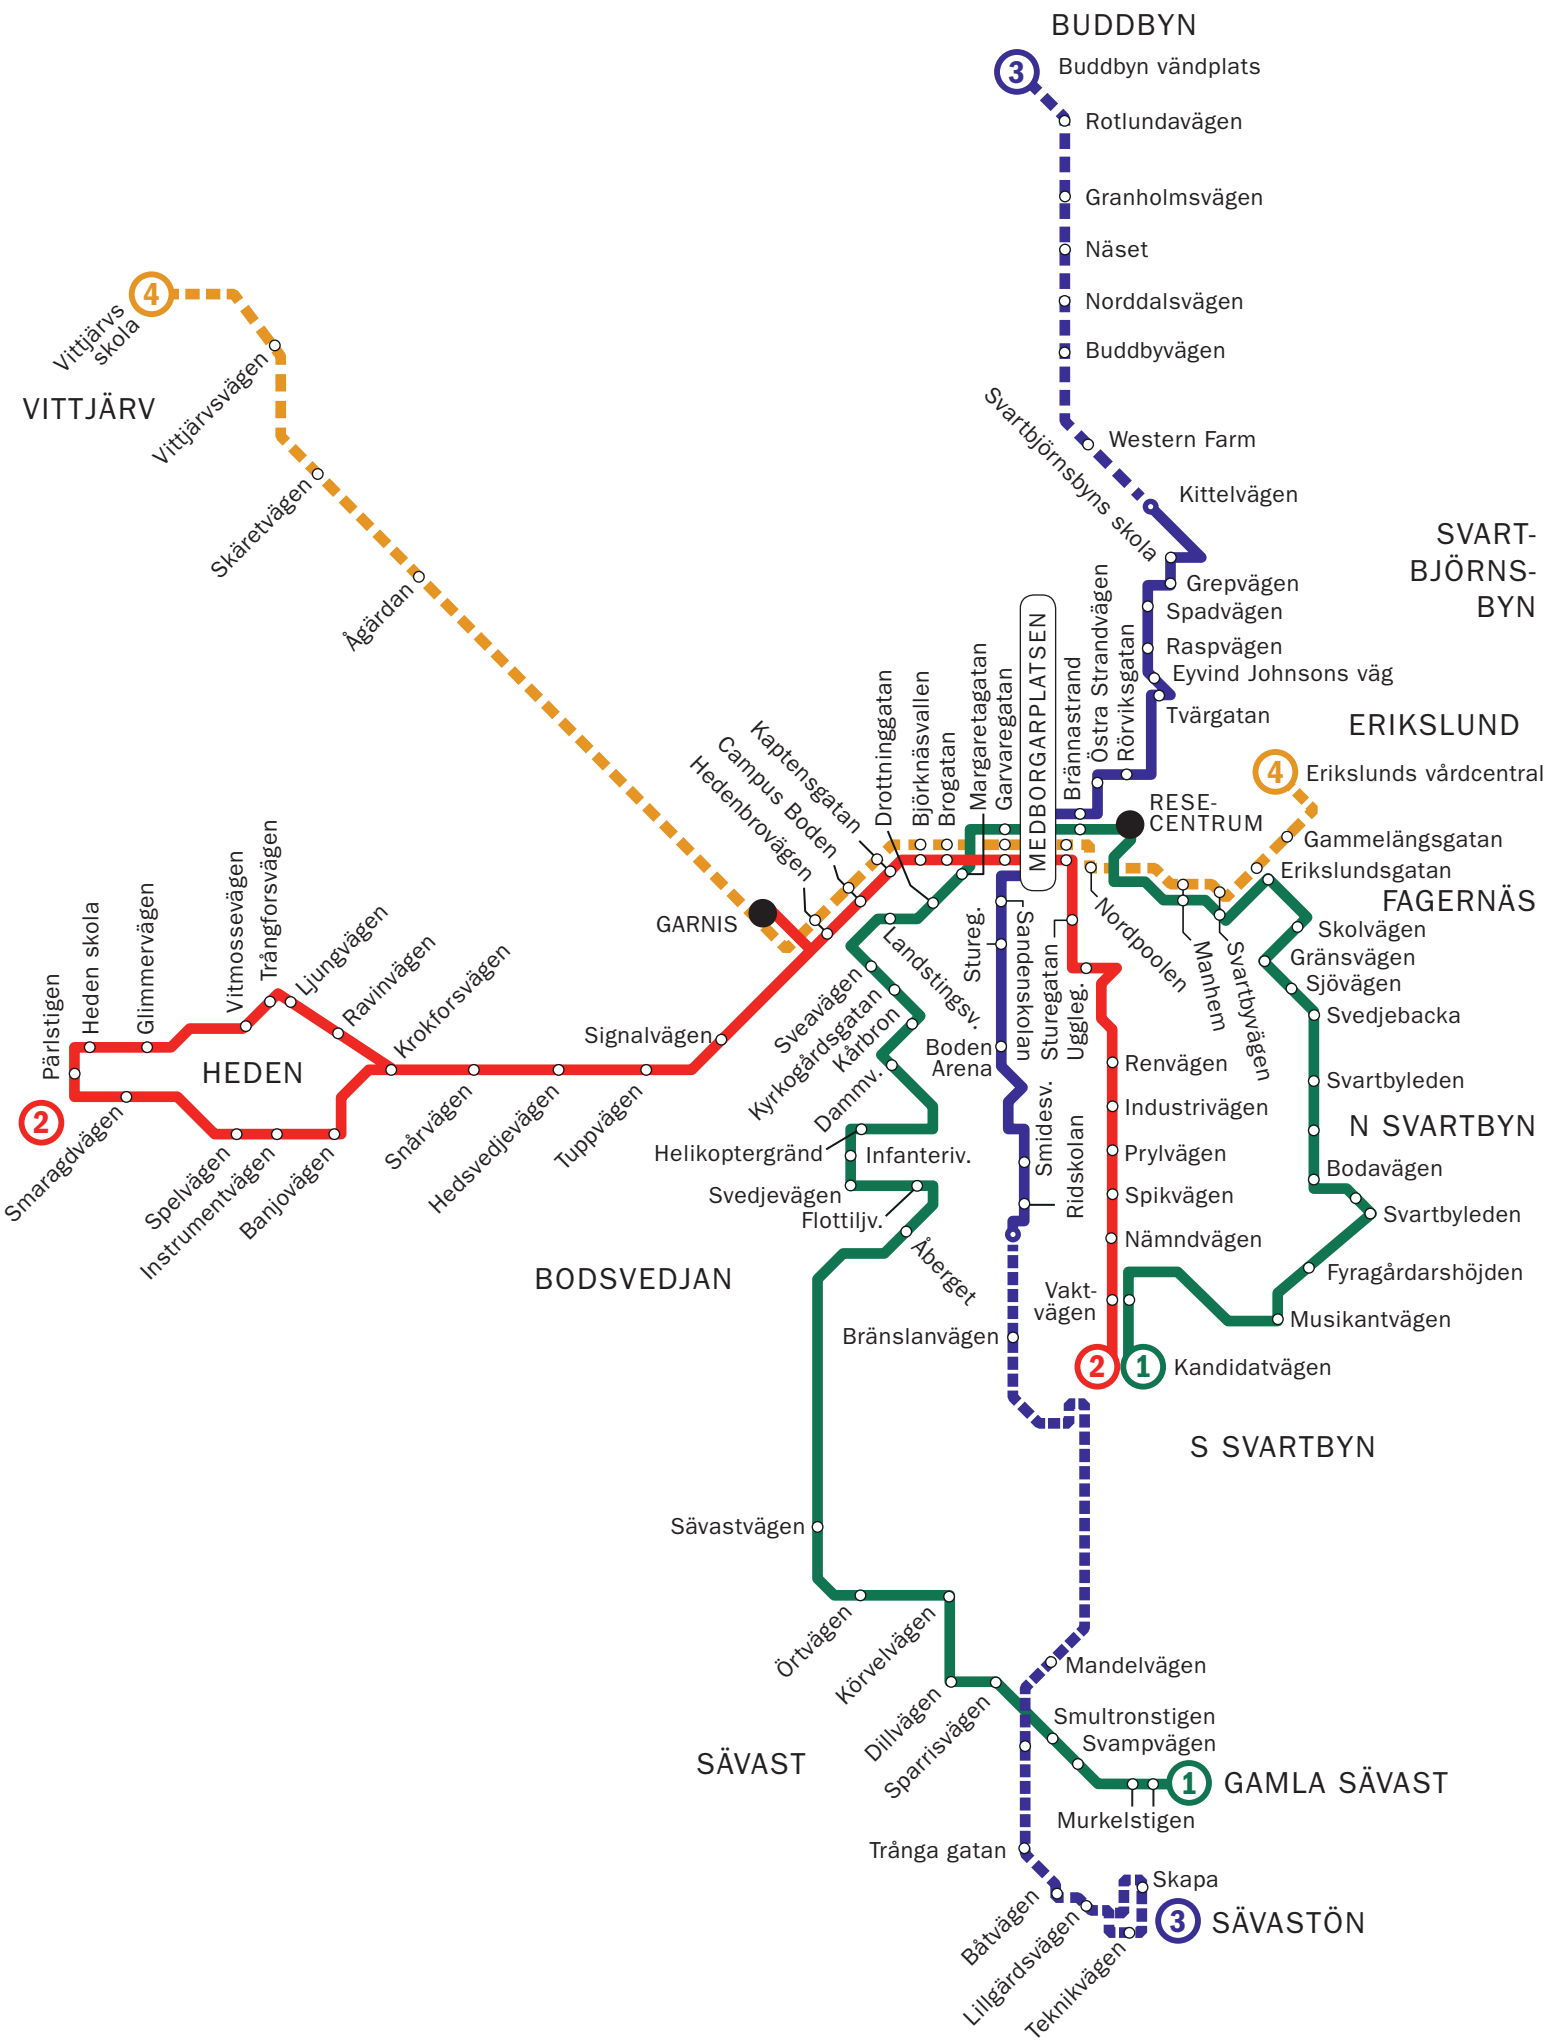 BUDDBYN
3
Buddbyn vändplats
Rotlundavägen
Granholmsvägen
Näset
Norddalsvägen
Buddbyvägen
Western Farm
Kittelvägen
Svartbjörnsbyns skola
SVART-
BJÖRNS-
BYN
Grepvägen
Spadvägen
Raspvägen
Eyvind Johnsons väg
Tvärgatan
4
Vittjärvs
skola
VITTJÄRV
Vittjärvsvägen
Skäretvägen
Ågärdan
ERIKSLUND
4
Erikslunds vårdcentral
Gammelängsgatan
Erikslundsgatan
FAGERNÄS
RESE-
CENTRUM
MEDBORGARPLATSEN
Rörviksgatan
Östra Strandvägen
Brännastrand
Garvaregatan
Margaretagatan
Brogatan
Björknäsvallen
Drottninggatan
Kaptensgatan
Campus Boden
Hedenbrovägen
GARNIS
Nordpoolen
Manhem
Svartbyvägen
Skolvägen
Gränsvägen
Sjövägen
Svedjebacka
Svartbyleden
N SVARTBYN
Bodavägen
Svartbyleden
Fyragårdarshöjden
Musikantvägen
Kandidatvägen
1
2
S SVARTBYN
Sturegatan
Uggleg.
Renvägen
Industrivägen
Prylvägen
Spikvägen
Nämndvägen
Vakt-
vägen
Sandenskolan
Stureg.
Boden
Arena
Smidesv.
Ridskolan
Bränslanvägen
Landstingsv.
Sveavägen
Kyrkogårdsgatan
Kårbron
Dammv.
Helikoptergränd
Infanteriv.
Svedjevägen
Flottiljv.
Åberget
BODSVEDJAN
Signalvägen
Tuppvägen
Hedsvedjevägen
Snårvägen
Krokforsvägen
Ravinvägen
Ljungvägen
Trångforsvägen
Vitmossevägen
Glimmervägen
Heden skola
Pärlstigen
HEDEN
2
Smaragdvägen
Spelvägen
Instrumentvägen
Banjovägen
Sävastvägen
Örtvägen
Körvelvägen
Dillvägen
Sparrisvägen
SÄVAST
Mandelvägen
Smultronstigen
Svampvägen
1
GAMLA SÄVAST
Murkelstigen
Trånga gatan
Båtvägen
Lillgärdsvägen
Teknikvägen
Skapa
3
SÄVASTÖN